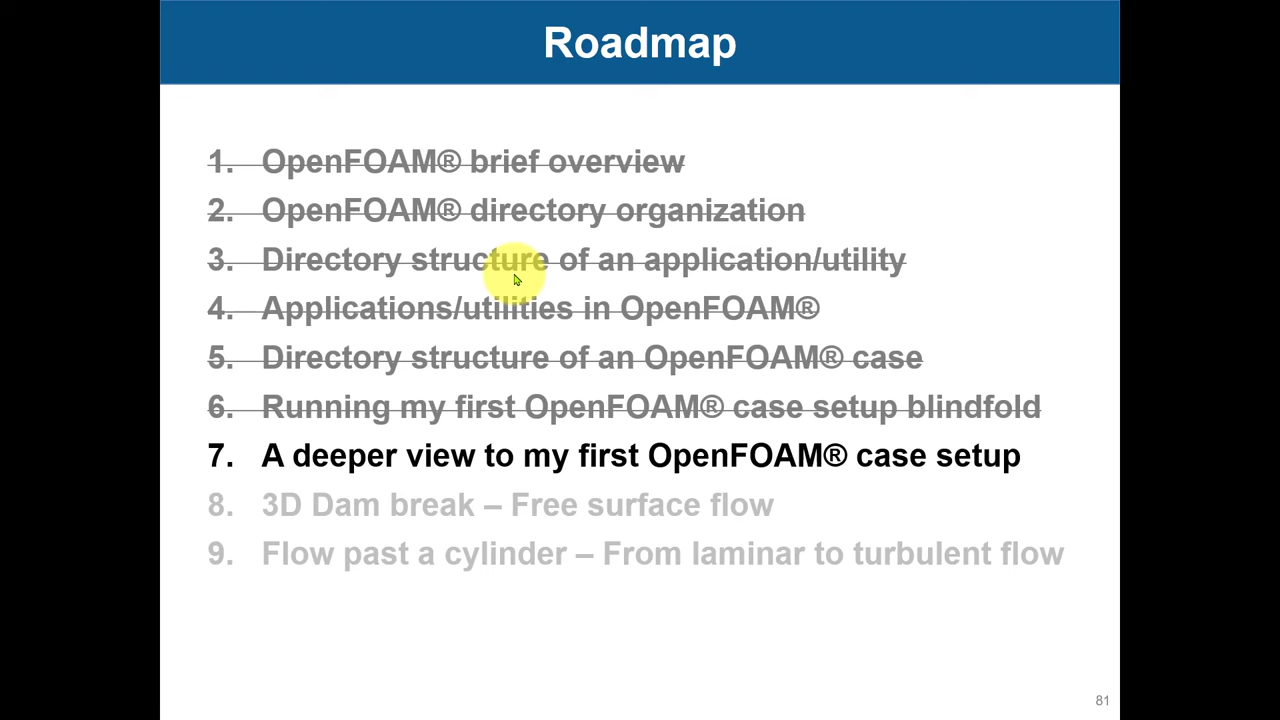 Roadmap
1. OpenFOAM® brief overview
2. OpenFOAM® directory organization
3. Directory structure of an application/utility
4. Applications/utilities in OpenFOAM®
5. Directory structure of an OpenFOAM® case
6. Running my first OpenFOAM® case setup blindfold
7. A deeper view to my first OpenFOAM® case setup
8. 3D Dam break – Free surface flow
9. Flow past a cylinder – From laminar to turbulent flow
81